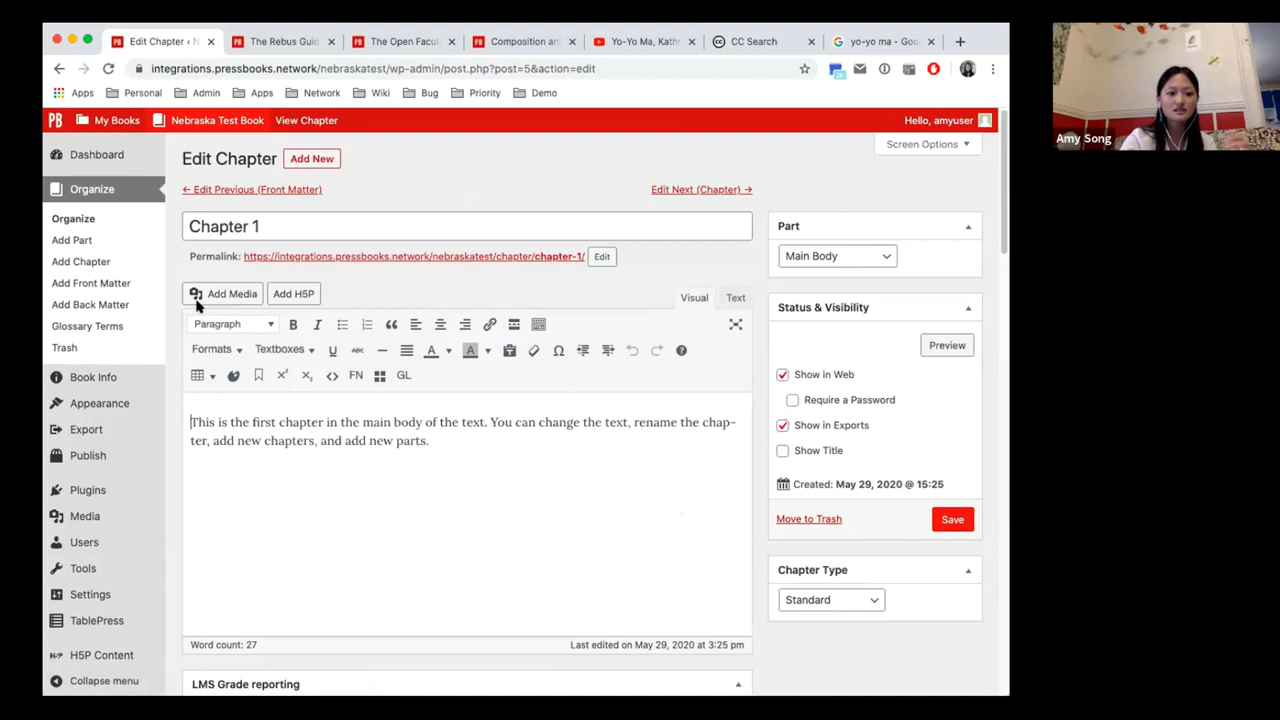 Edit Chapter ‹ N
The Rebus Guid
The Open Facul
Composition an
Yo-Yo Ma, Kath
CC Search
yo-yo ma - Goo
integrations.pressbooks.network/nebraskatest/wp-admin/post.php?post=5&action=edit
Apps Personal Admin Apps Network Wiki Bug Priority Demo
PB My Books Nebraska Test Book View Chapter Hello, amyuser
Amy Song
Screen Options
Dashboard
Organize
Organize
Add Part
Add Chapter
Add Front Matter
Add Back Matter
Glossary Terms
Trash
Book Info
Appearance
Export
Publish
Plugins
Media
Users
Tools
Settings
TablePress
H-P H5P Content
Collapse menu
Edit Chapter Add New
← Edit Previous (Front Matter) Edit Next (Chapter) →
Chapter 1
Permalink: https://integrations.pressbooks.network/nebraskatest/chapter/chapter-1/ Edit
Add Media Add H5P
Visual Text
Paragraph B I
Formats Textboxes U ABC A A Ω
X² X₂ FN GL
This is the first chapter in the main body of the text. You can change the text, rename the chap-
ter, add new chapters, and add new parts.
Word count: 27 Last edited on May 29, 2020 at 3:25 pm
LMS Grade reporting
Part
Main Body
Status & Visibility
Preview
Show in Web
Require a Password
Show in Exports
Show Title
Created: May 29, 2020 @ 15:25
Move to Trash Save
Chapter Type
Standard